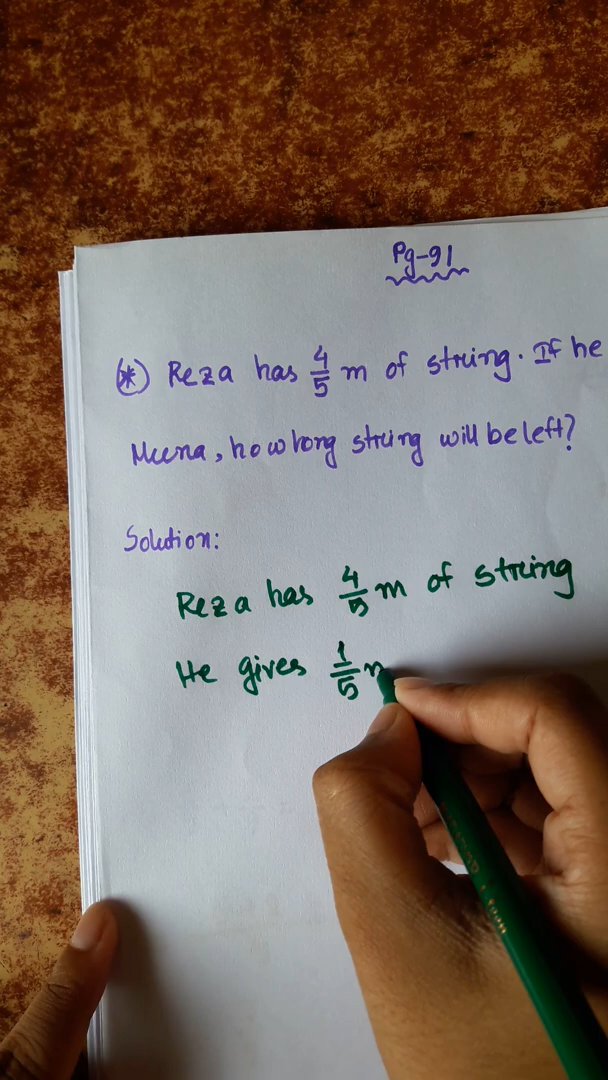 Pg-91
(*) Reza has 4/5 m of string. If he
Meena, how long string will be left?
Solution:
Reza has 4/5 m of string
He gives 1/5 m